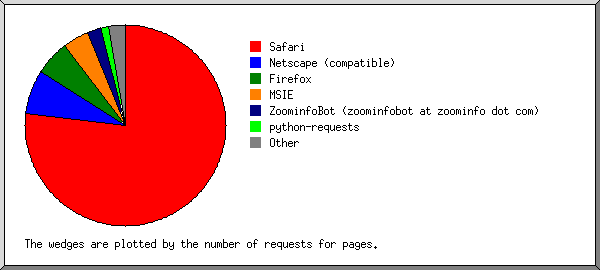 Safari
Netscape (compatible)
Firefox
MSIE
ZoominfoBot (zoominfobot at zoominfo dot com)
python-requests
Other
The wedges are plotted by the number of requests for pages.